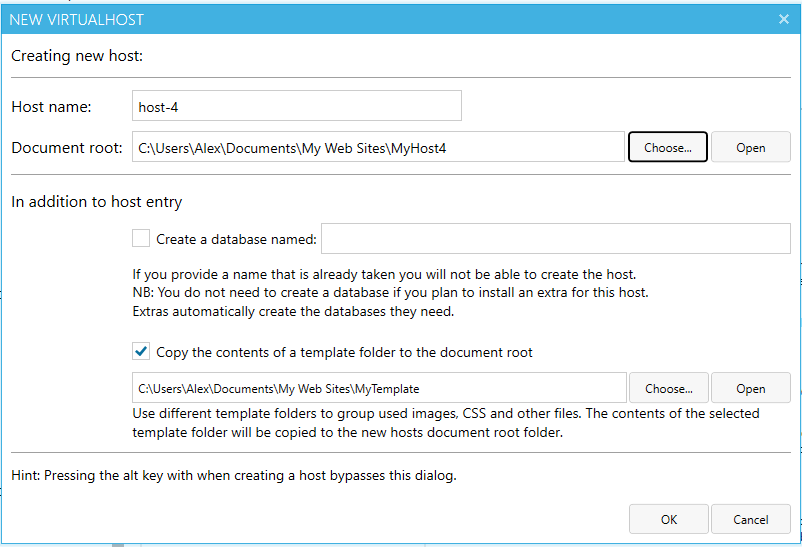 NEW VIRTUALHOST
Creating new host:
Host name: host-4
Document root: C:\Users\Alex\Documents\My Web Sites\MyHost4 Choose... Open
In addition to host entry
Create a database named:
If you provide a name that is already taken you will not be able to create the host.
NB: You do not need to create a database if you plan to install an extra for this host.
Extras automatically create the databases they need.
Copy the contents of a template folder to the document root
C:\Users\Alex\Documents\My Web Sites\MyTemplate Choose... Open
Use different template folders to group used images, CSS and other files. The contents of the selected
template folder will be copied to the new hosts document root folder.
Hint: Pressing the alt key with when creating a host bypasses this dialog.
OK Cancel